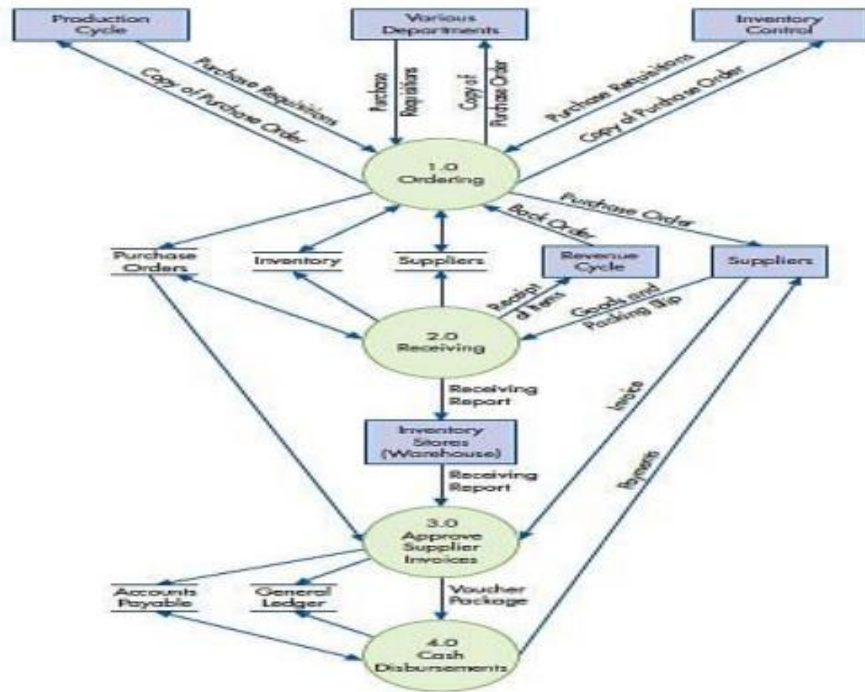 Production
Cycle
Various
Departments
Inventory
Control
Purchase Requisitions
Copy of Purchase Order
Purchase
Requisitions
Copy of
Purchase Order
Purchase Requisitions
Copy of Purchase Order
1.0
Ordering
Purchase Order
Back Order
Purchase
Orders
Inventory
Suppliers
Revenue
Cycle
Suppliers
Receipt
of Items
Goods and
Packing Slip
2.0
Receiving
Receiving
Report
Invoice
Payments
Inventory
Stores
(Warehouse)
Receiving
Report
3.0
Approve
Supplier
Invoices
Accounts
Payable
General
Ledger
Voucher
Package
4.0
Cash
Disbursements